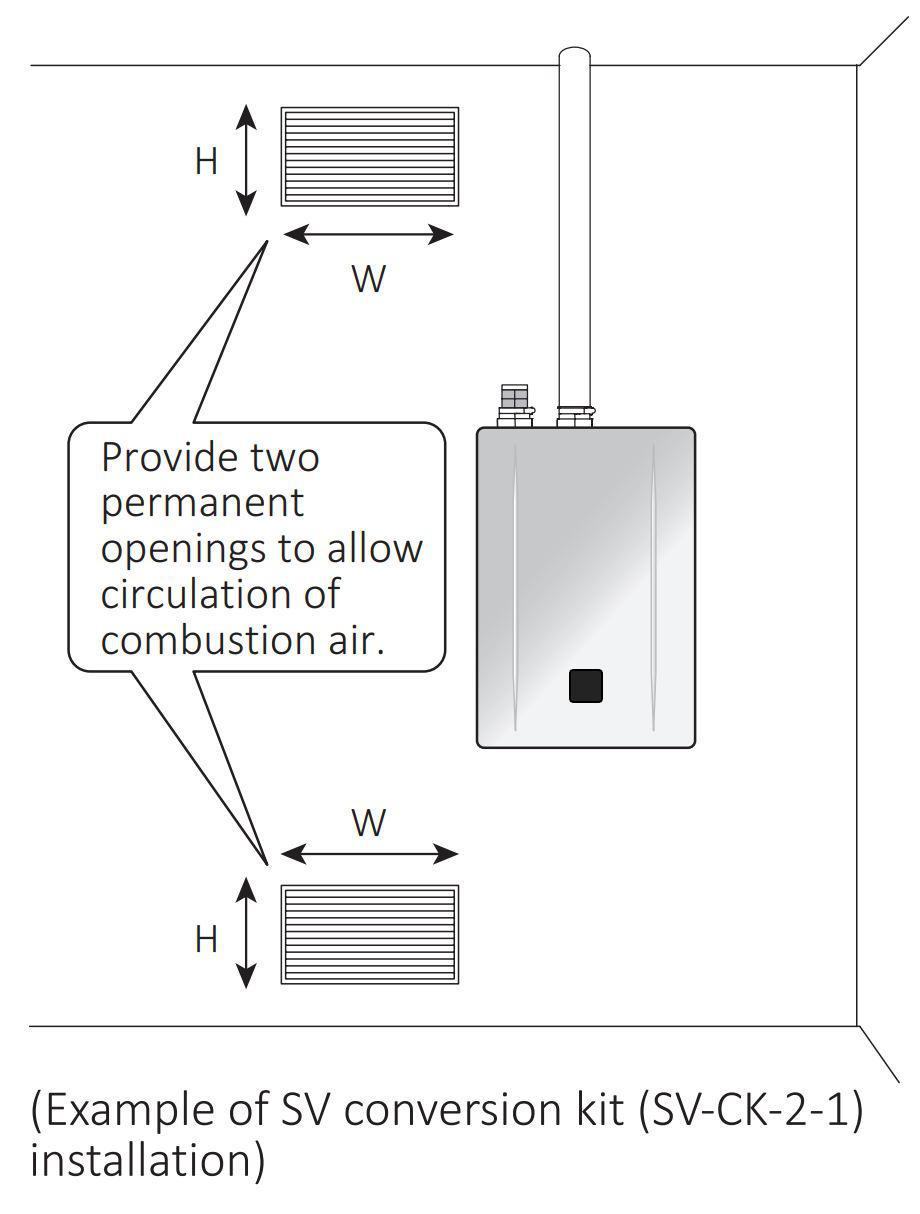 H
W
Provide two
permanent
openings to allow
circulation of
combustion air.
W
H
(Example of SV conversion kit (SV-CK-2-1)
installation)